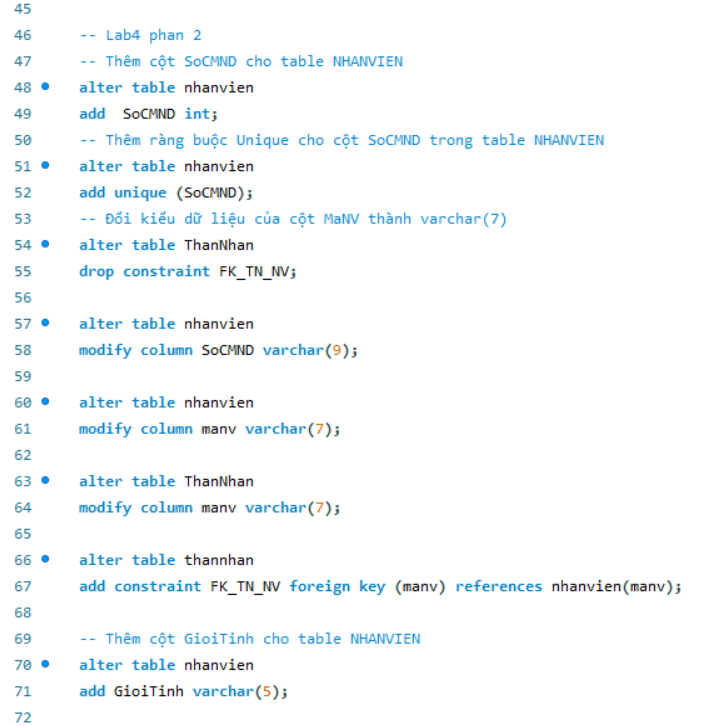 45
46 -- Lab4 phan 2
47 -- Thêm cột SoCMND cho table NHANVIEN
48 alter table nhanvien
49 add  SoCMND int;
50 -- Thêm ràng buộc Unique cho cột SoCMND trong table NHANVIEN
51 alter table nhanvien
52 add unique (SoCMND);
53 -- Đổi kiểu dữ liệu của cột MaNV thành varchar(7)
54 alter table ThanNhan
55 drop constraint FK_TN_NV;
56
57 alter table nhanvien
58 modify column SoCMND varchar(9);
59
60 alter table nhanvien
61 modify column manv varchar(7);
62
63 alter table ThanNhan
64 modify column manv varchar(7);
65
66 alter table thannhan
67 add constraint FK_TN_NV foreign key (manv) references nhanvien(manv);
68
69 -- Thêm cột GioiTinh cho table NHANVIEN
70 alter table nhanvien
71 add GioiTinh varchar(5);
72